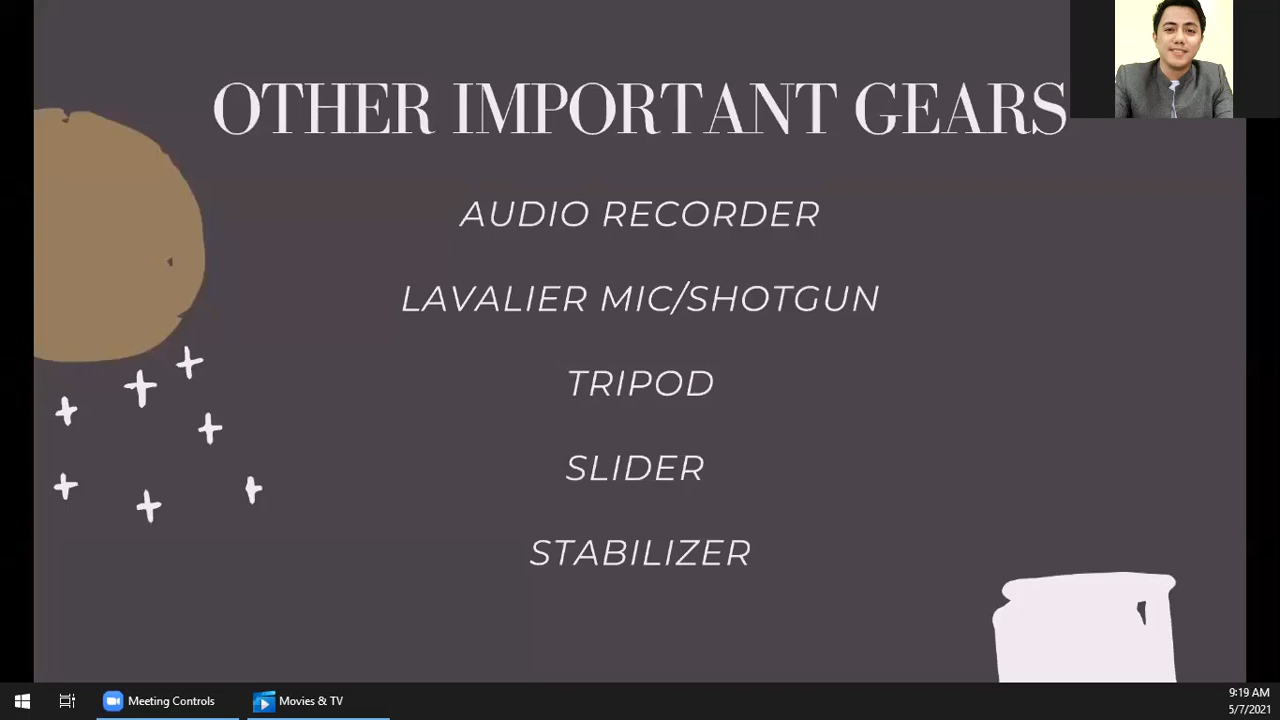 OTHER IMPORTANT GEARS
AUDIO RECORDER
LAVALIER MIC/SHOTGUN
TRIPOD
SLIDER
STABILIZER
Meeting Controls
Movies & TV
9:19 AM
5/7/2021